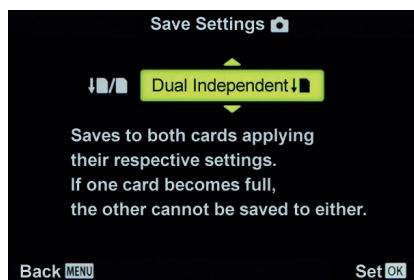 Save Settings
Dual Independent
Saves to both cards applying
their respective settings.
If one card becomes full,
the other cannot be saved to either.
Back MENU
Set OK